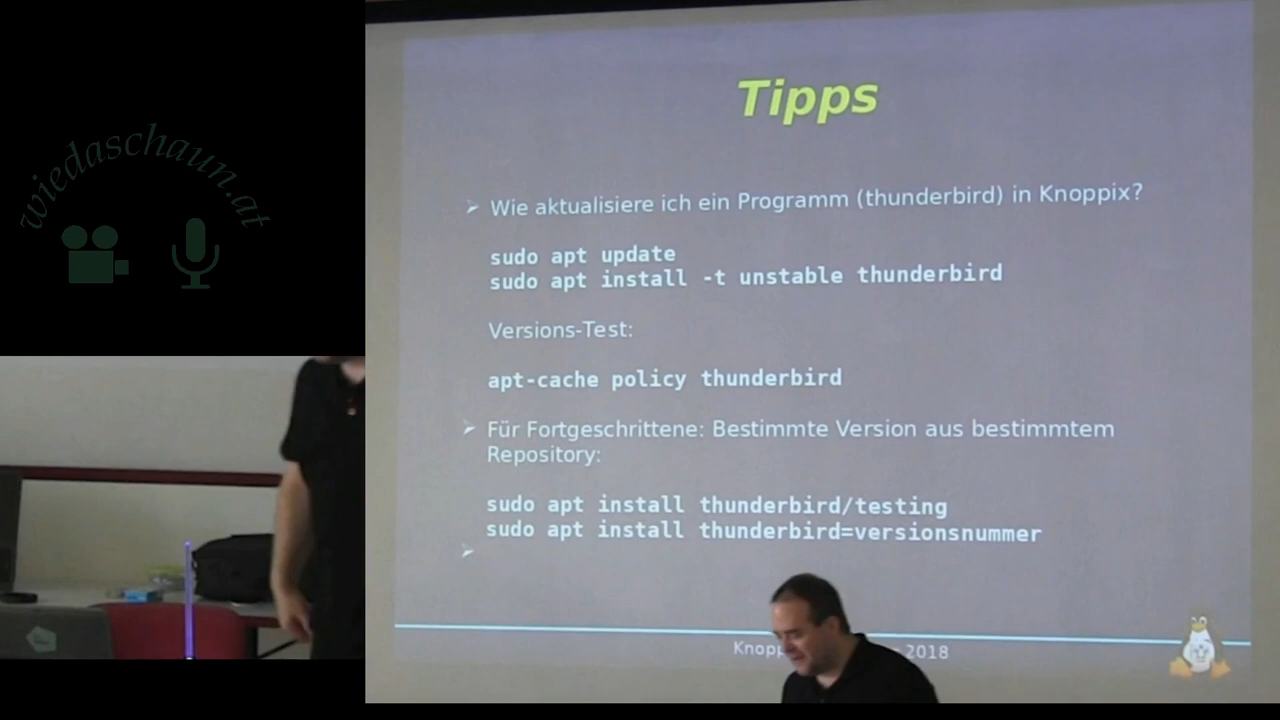 wiedaschaun.at
Tipps
➢ Wie aktualisiere ich ein Programm (thunderbird) in Knoppix?
sudo apt update
sudo apt install -t unstable thunderbird
Versions-Test:
apt-cache policy thunderbird
➢ Für Fortgeschrittene: Bestimmte Version aus bestimmtem
Repository:
sudo apt install thunderbird/testing
sudo apt install thunderbird=versionsnummer
➢
2018